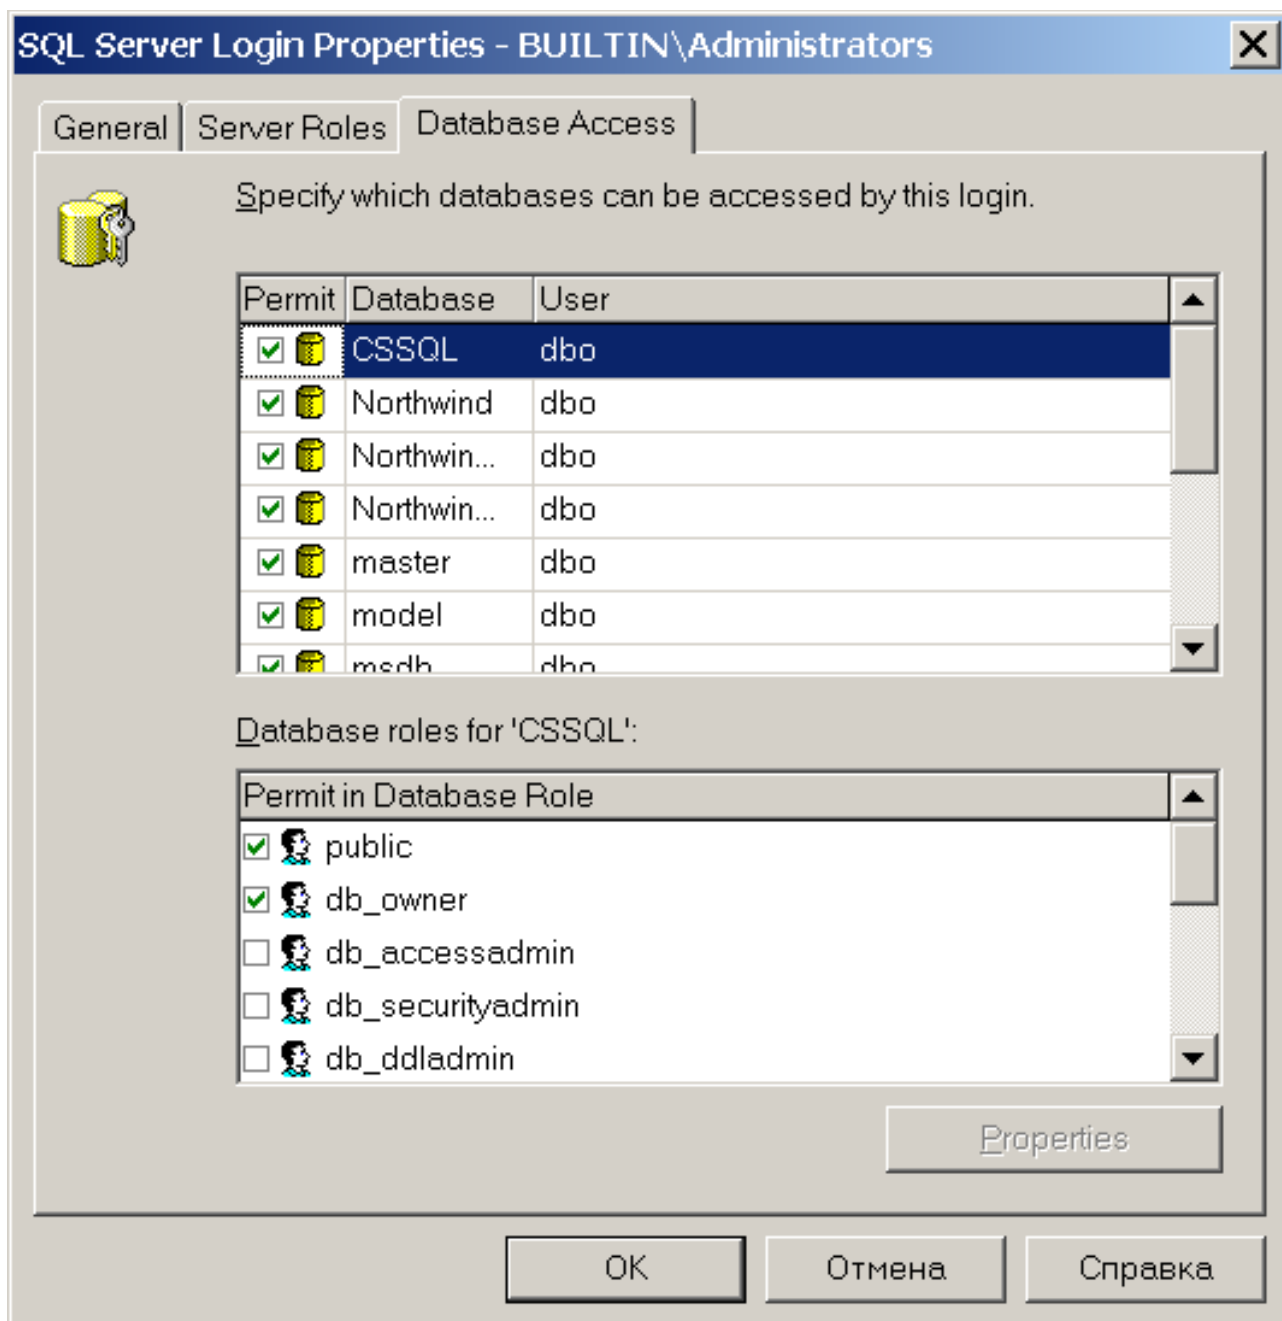 SQL Server Login Properties - BUILTIN\Administrators
General Server Roles Database Access
Specify which databases can be accessed by this login.
Permit Database User
CSSQL dbo
Northwind dbo
Northwin... dbo
Northwin... dbo
master dbo
model dbo
msdb dbo
Database roles for 'CSSQL':
Permit in Database Role
public
db_owner
db_accessadmin
db_securityadmin
db_ddladmin
Properties
OK Отмена Справка